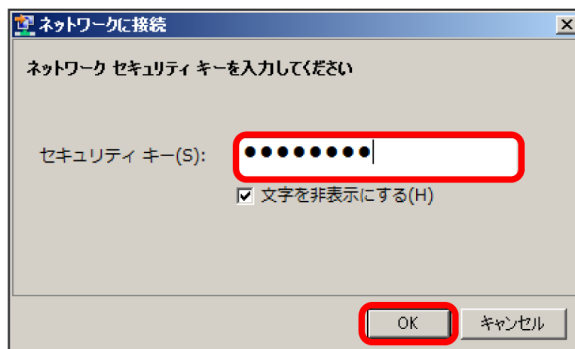 ネットワークに接続
ネットワーク セキュリティ キーを入力してください
セキュリティ キー(S):
●●●●●●●●
文字を非表示にする(H)
OK
キャンセル